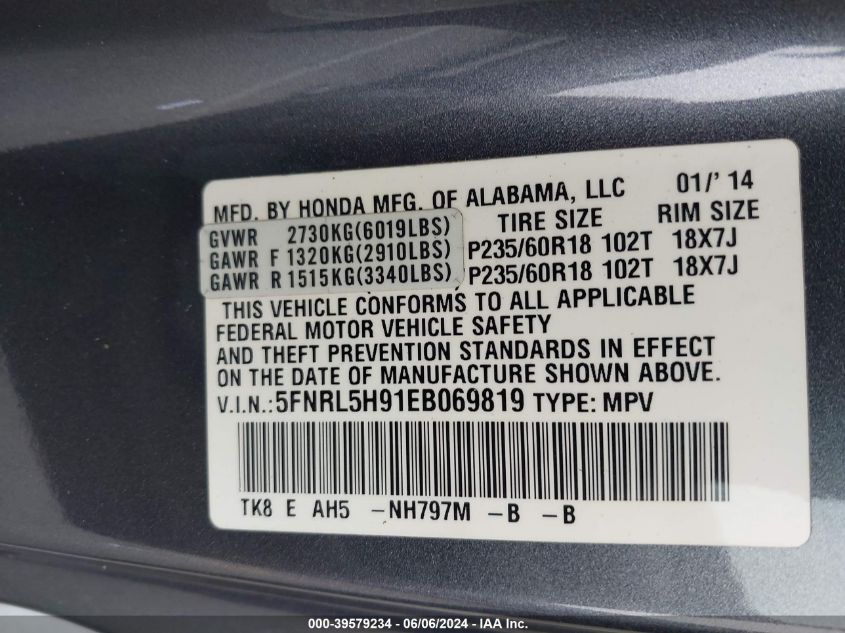 MFD. BY HONDA MFG. OF ALABAMA, LLC 01/' 14
TIRE SIZE RIM SIZE
GVWR 2730KG(6019LBS)
GAWR F 1320KG(2910LBS) P235/60R18 102T 18X7J
GAWR R 1515KG(3340LBS) P235/60R18 102T 18X7J
THIS VEHICLE CONFORMS TO ALL APPLICABLE
FEDERAL MOTOR VEHICLE SAFETY
AND THEFT PREVENTION STANDARDS IN EFFECT
ON THE DATE OF MANUFACTURE SHOWN ABOVE.
V.I.N.:5FNRL5H91EB069819 TYPE: MPV
TK8 E AH5 -NH797M -B -B
000-39579234 - 06/06/2024 - IAA Inc.